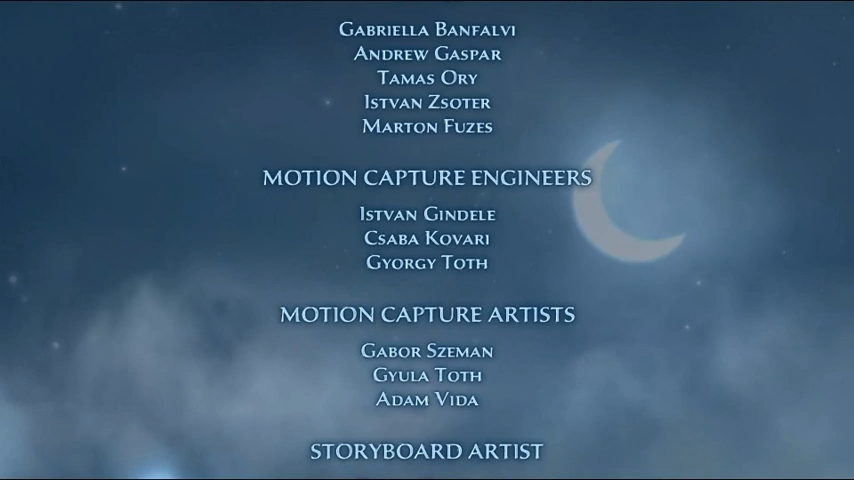 Gabriella Banfalvi
Andrew Gaspar
Tamas Ory
Istvan Zsoter
Marton Fuzes
MOTION CAPTURE ENGINEERS
Istvan Gindele
Csaba Kovari
Gyorgy Toth
MOTION CAPTURE ARTISTS
Gabor Szeman
Gyula Toth
Adam Vida
STORYBOARD ARTIST